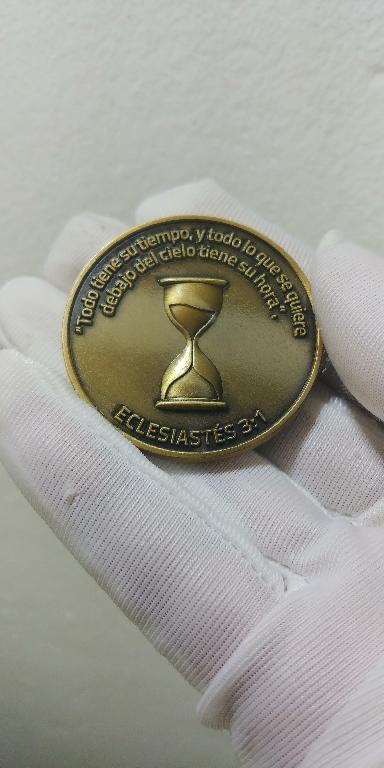 "Todo tiene su tiempo, y todo lo que se quiere
debajo del cielo tiene su hora",
ECLESIASTÉS 3:1